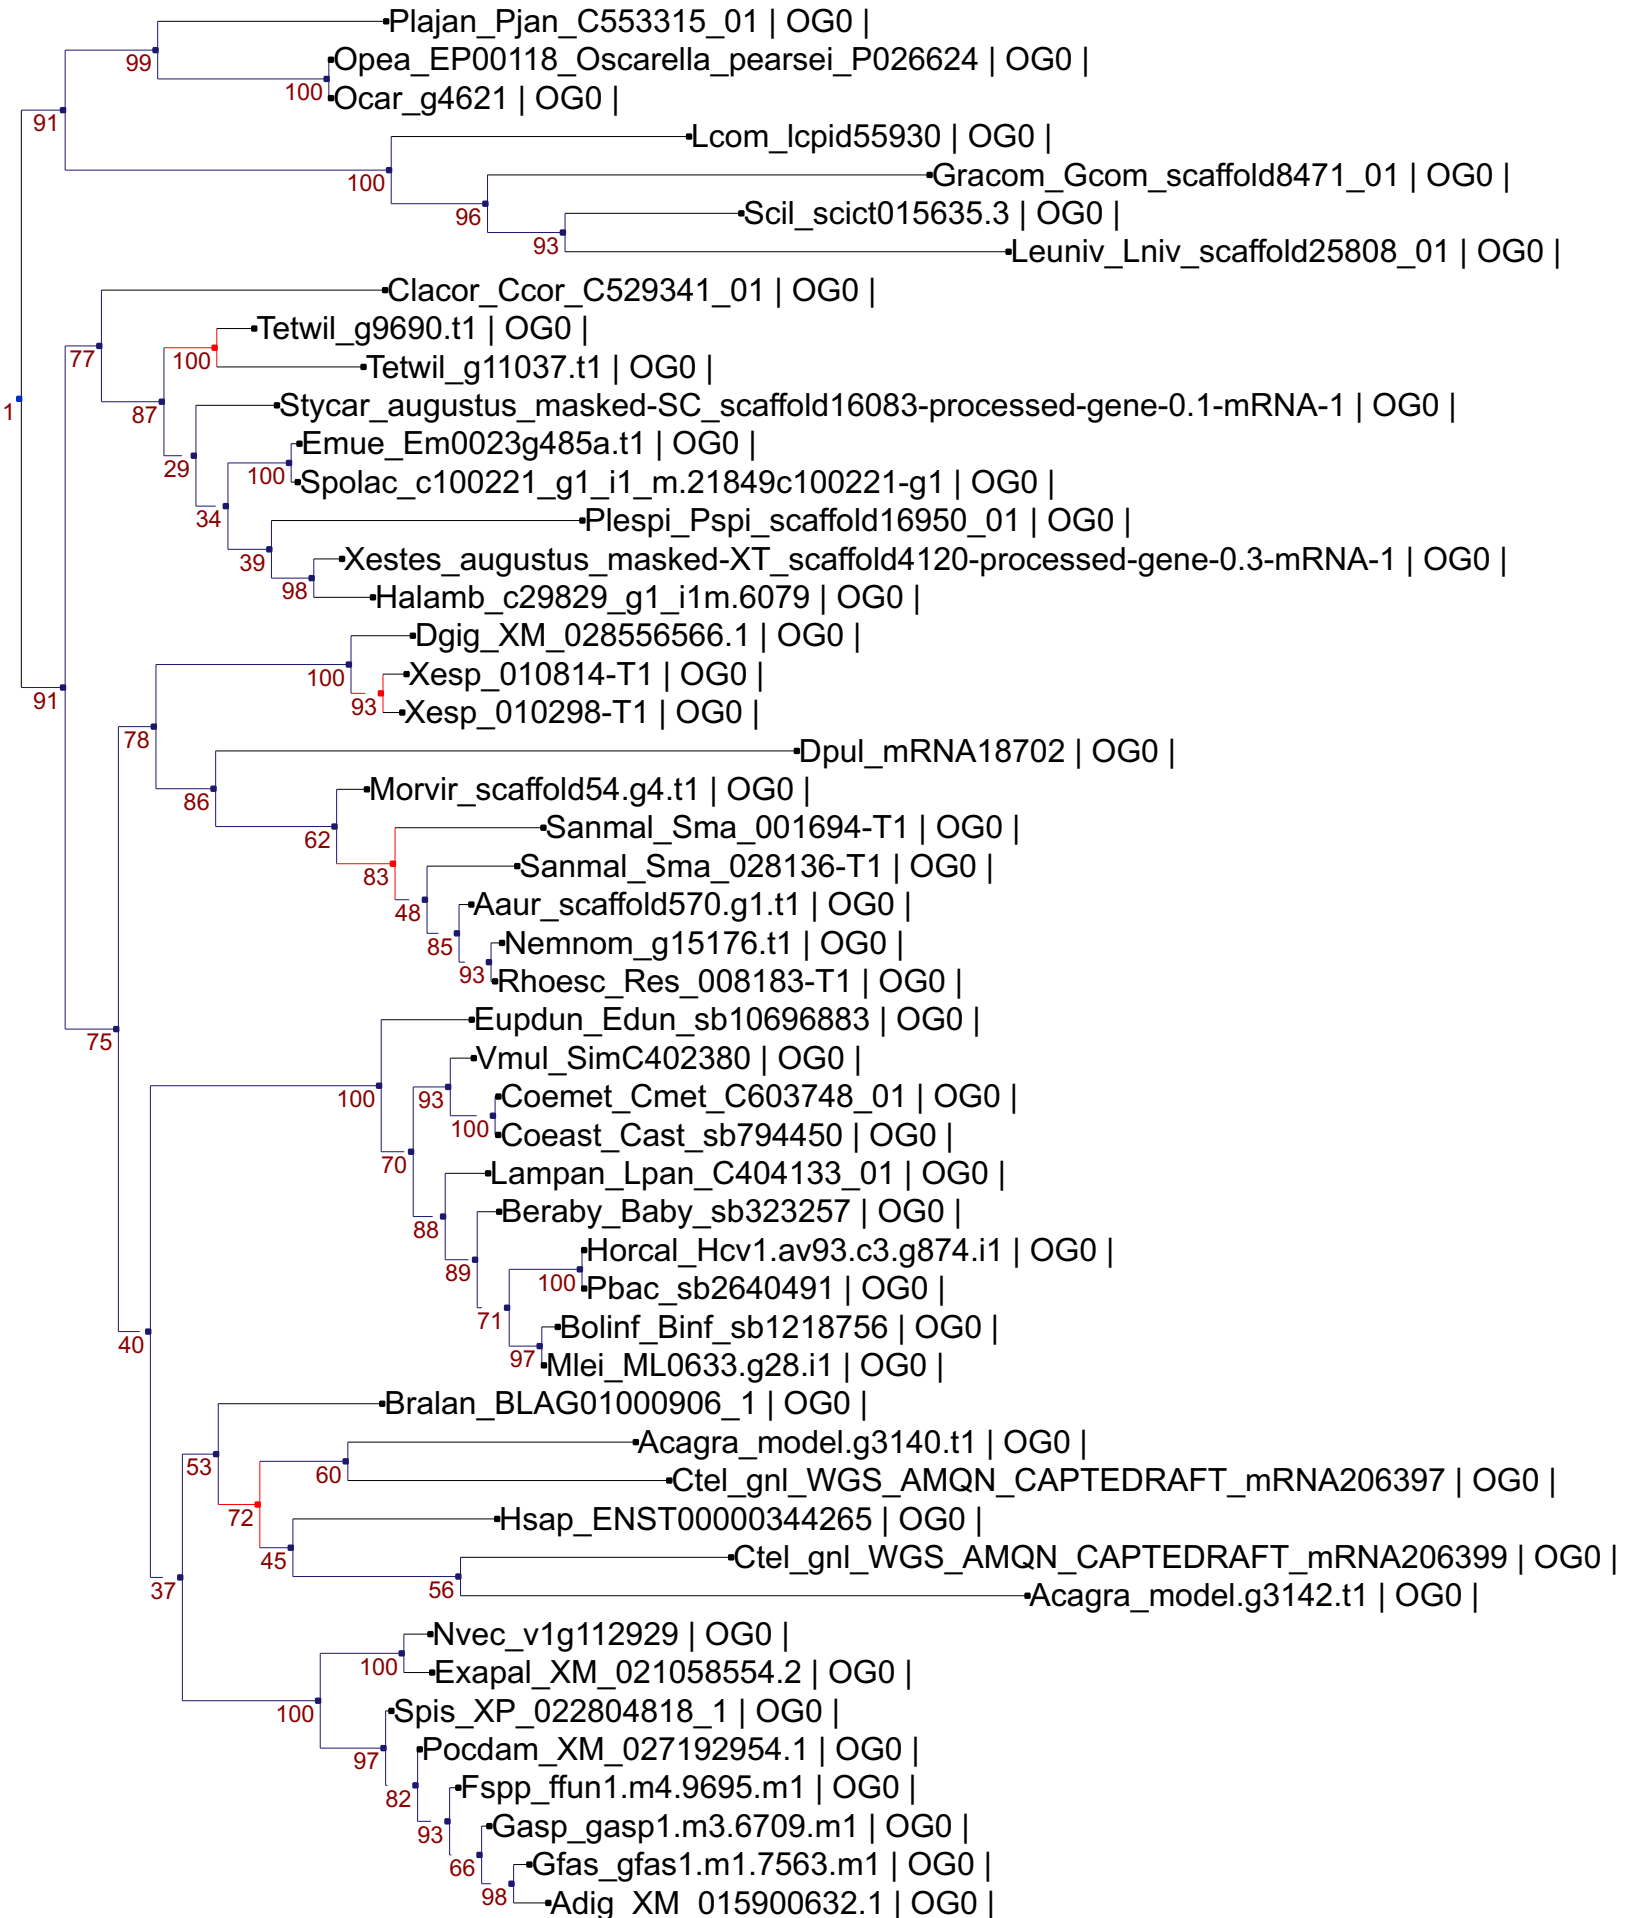 Plajan_Pjan_C553315_01 | OG0 |
99
Opea_EP00118_Oscarella_pearsei_P026624 | OG0 |
100
Ocar_g4621 | OG0 |
91
Lcom_lcpid55930 | OG0 |
100
Gracom_Gcom_scaffold8471_01 | OG0 |
96
Scil_scict015635.3 | OG0 |
93
Leuniv_Lniv_scaffold25808_01 | OG0 |
Clacor_Ccor_C529341_01 | OG0 |
Tetwil_g9690.t1 | OG0 |
77
100
Tetwil_g11037.t1 | OG0 |
1
87
Stycar_augustus_masked-SC_scaffold16083-processed-gene-0.1-mRNA-1 | OG0 |
Emue_Em0023g485a.t1 | OG0 |
29
100
Spolac_c100221_g1_i1_m.21849c100221-g1 | OG0 |
34
Plespi_Pspi_scaffold16950_01 | OG0 |
39
Xestes_augustus_masked-XT_scaffold4120-processed-gene-0.3-mRNA-1 | OG0 |
98
Halamb_c29829_g1_i1m.6079 | OG0 |
Dgig_XM_028556566.1 | OG0 |
100
Xesp_010814-T1 | OG0 |
91
93
Xesp_010298-T1 | OG0 |
78
Dpul_mRNA18702 | OG0 |
86
Morvir_scaffold54.g4.t1 | OG0 |
62
Sanmal_Sma_001694-T1 | OG0 |
83
Sanmal_Sma_028136-T1 | OG0 |
48
Aaur_scaffold570.g1.t1 | OG0 |
85
Nemnom_g15176.t1 | OG0 |
93
Rhoesc_Res_008183-T1 | OG0 |
75
Eupdun_Edun_sb10696883 | OG0 |
Vmul_SimC402380 | OG0 |
100
93
Coemet_Cmet_C603748_01 | OG0 |
100
Coeast_Cast_sb794450 | OG0 |
70
Lampan_Lpan_C404133_01 | OG0 |
88
Beraby_Baby_sb323257 | OG0 |
89
Horcal_Hcv1.av93.c3.g874.i1 | OG0 |
100
Pbac_sb2640491 | OG0 |
71
Bolinf_Binf_sb1218756 | OG0 |
40
97
Mlei_ML0633.g28.i1 | OG0 |
Bralan_BLAG01000906_1 | OG0 |
53
Acagra_model.g3140.t1 | OG0 |
60
Ctel_gnl_WGS_AMQN_CAPTEDRAFT_mRNA206397 | OG0 |
72
Hsap_ENST00000344265 | OG0 |
45
Ctel_gnl_WGS_AMQN_CAPTEDRAFT_mRNA206399 | OG0 |
37
56
Acagra_model.g3142.t1 | OG0 |
Nvec_v1g112929 | OG0 |
100
Exapal_XM_021058554.2 | OG0 |
100
Spis_XP_022804818_1 | OG0 |
97
Pocdam_XM_027192954.1 | OG0 |
82
Fspp_ffun1.m4.9695.m1 | OG0 |
93
Gasp_gasp1.m3.6709.m1 | OG0 |
66
Gfas_gfas1.m1.7563.m1 | OG0 |
98
Adig_XM_015900632.1 | OG0 |